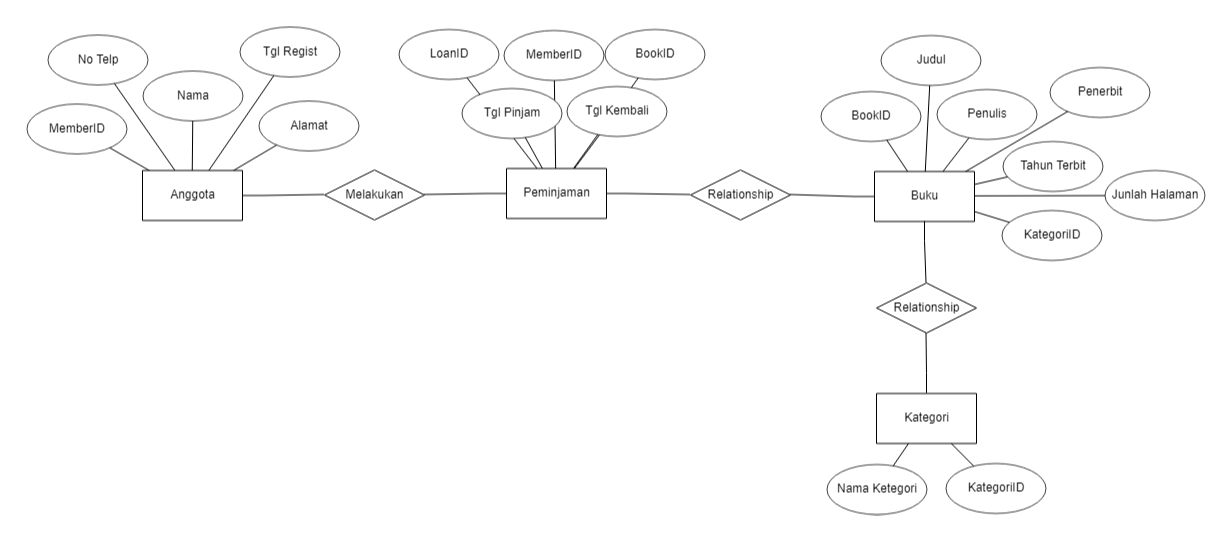 No Telp
Tgl Regist
Nama
MemberID
Alamat
Anggota
Melakukan
LoanID
MemberID
BookID
Tgl Pinjam
Tgl Kembali
Peminjaman
Relationship
Judul
Penerbit
BookID
Penulis
Tahun Terbit
Junlah Halaman
KategoriID
Buku
Relationship
Kategori
Nama Ketegori
KategoriID